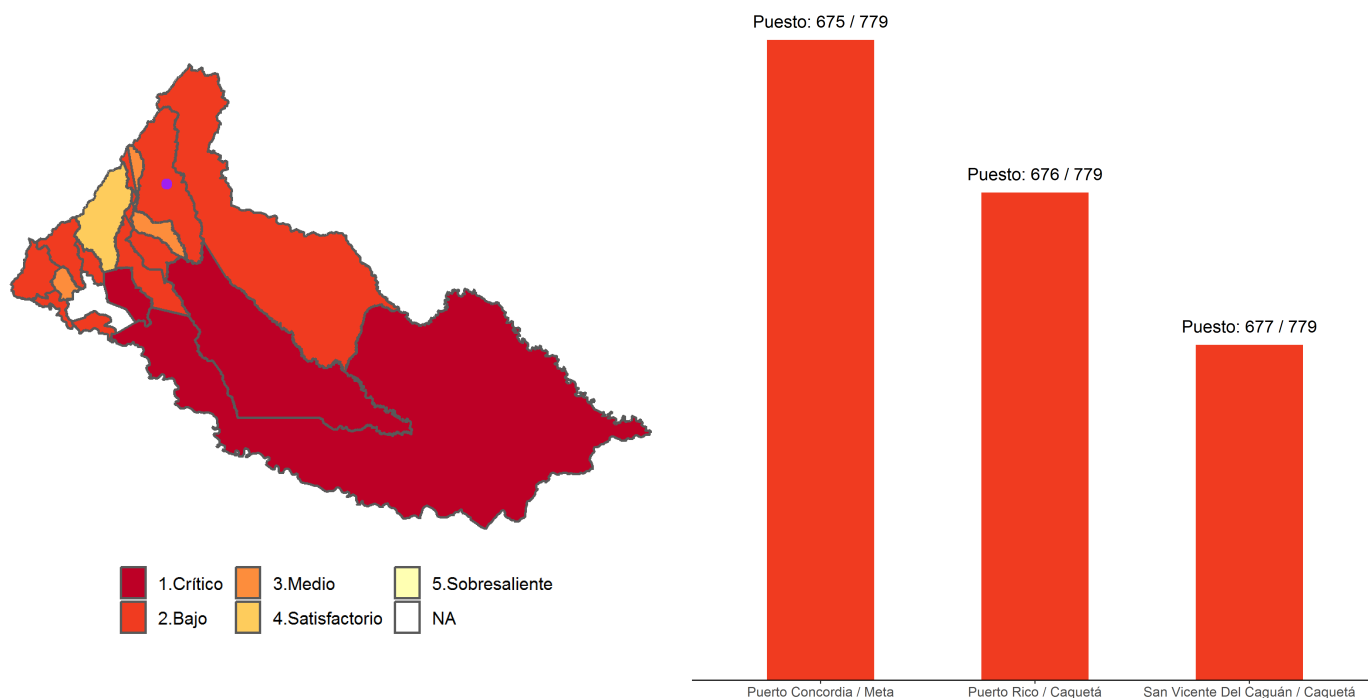 Puesto: 675 / 779
Puesto: 676 / 779
Puesto: 677 / 779
1.Crítico
3.Medio
5.Sobresaliente
2.Bajo
4.Satisfactorio
NA
Puerto Concordia / Meta
Puerto Rico / Caquetá
San Vicente Del Caguán / Caquetá